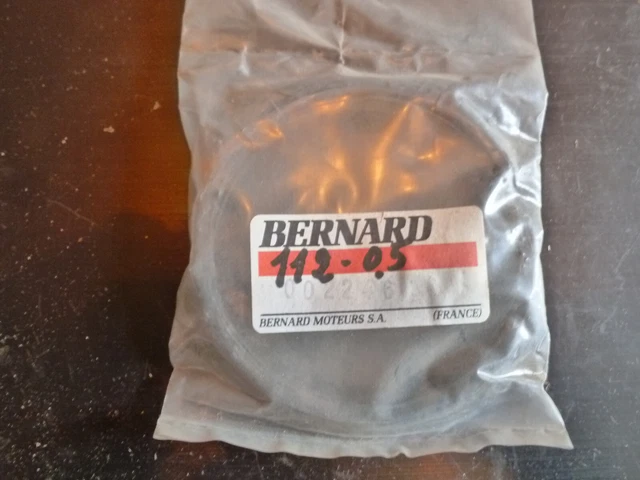 BERNARD
112-0.5
BERNARD MOTEURS S.A. (FRANCE)